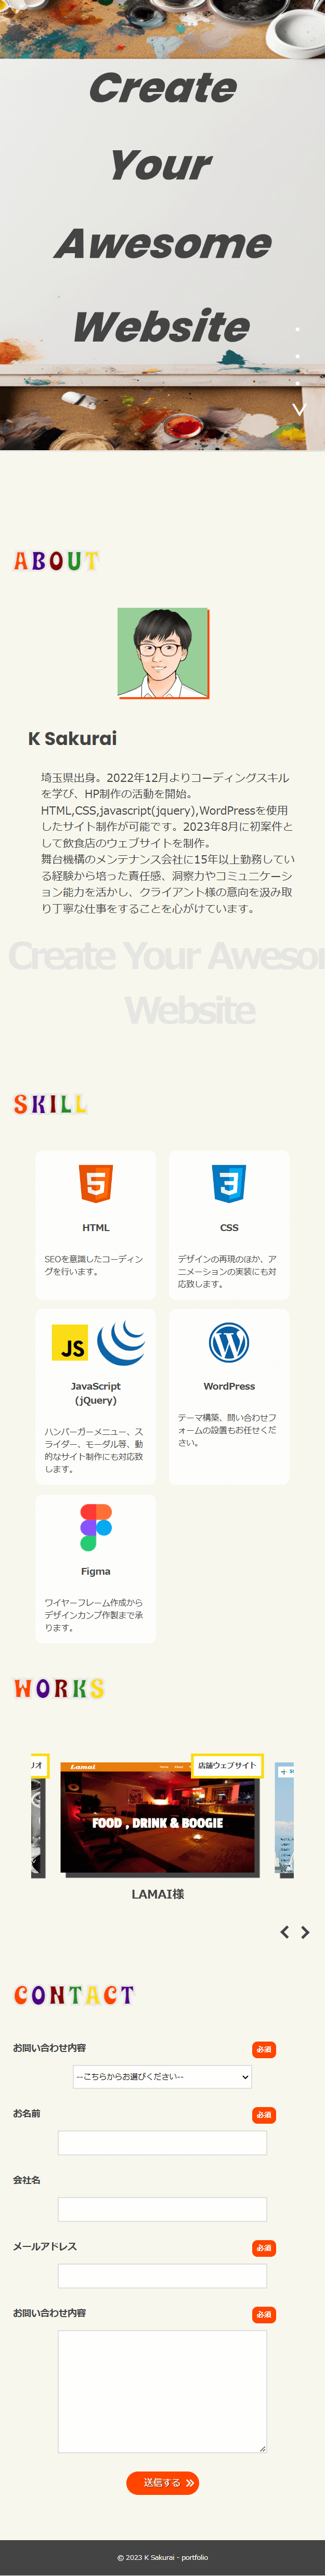 Create
Your
Awesome
Website
ABOUT
K Sakurai
埼玉県出身。2022年12月よりコーディングスキル
を学び、HP制作の活動を開始。
HTML,CSS,javascript(jquery),WordPressを使用
したサイト制作が可能です。2023年8月に初案件と
して飲食店のウェブサイトを制作。
舞台機構のメンテナンス会社に15年以上勤務してい
る経験から培った責任感、洞察力やコミュニケーシ
ョン能力を活かし、クライアント様の意向を汲み取
り丁寧な仕事をすることを心がけています。
Create Your Aweso
Website
SKILL
HTML
SEOを意識したコーディン
グを行います。
CSS
デザインの再現のほか、ア
ニメーションの実装にも対
応致します。
JS
JavaScript
(jQuery)
ハンバーガーメニュー、ス
ライダー、モーダル等、動
的なサイト制作にも対応致
します。
WordPress
テーマ構築、問い合わせフ
ォームの設置もお任せくだ
さい。
Figma
ワイヤーフレーム作成から
デザインカンプ作製まで承
ります。
WORKS
リオ
店舗ウェブサイト
Lamai
FOOD , DRINK & BOOGIE
LAMAI様
CONTACT
お問い合わせ内容
必須
--こちらからお選びください--
お名前
必須
会社名
メールアドレス
必須
お問い合わせ内容
必須
送信する
© 2023 K Sakurai - portfolio